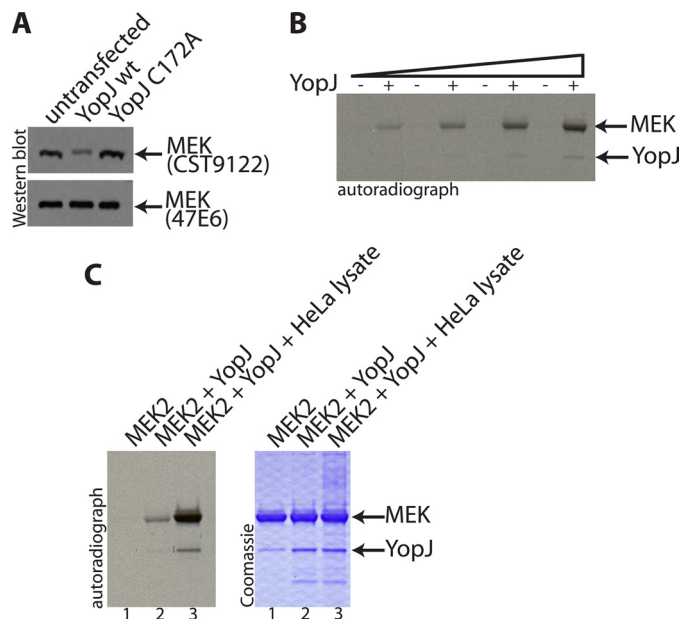 A
untransfected
YopJ wt
YopJ C172A
Western blot
MEK
(CST9122)
MEK
(47E6)
B
YopJ
- + - + - + - +
MEK
YopJ
autoradiograph
C
MEK2
MEK2 + YopJ
MEK2 + YopJ + HeLa lysate
MEK2
MEK2 + YopJ
MEK2 + YopJ + HeLa lysate
autoradiograph
Coomassie
MEK
YopJ
1 2 3
1 2 3